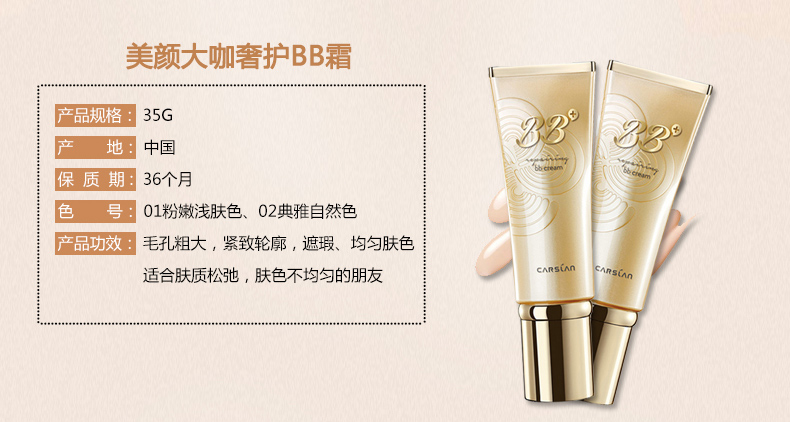 美颜大咖奢护BB霜
产品规格：35G
产 地：中国
保 质 期：36个月
色 号：01粉嫩浅肤色、02典雅自然色
产品功效：毛孔粗大，紧致轮廓，遮瑕、均匀肤色
适合肤质松弛，肤色不均匀的朋友
BB+
repairing
bb cream
CARSLAN
BB+
repairing
bb cream
CARSLAN